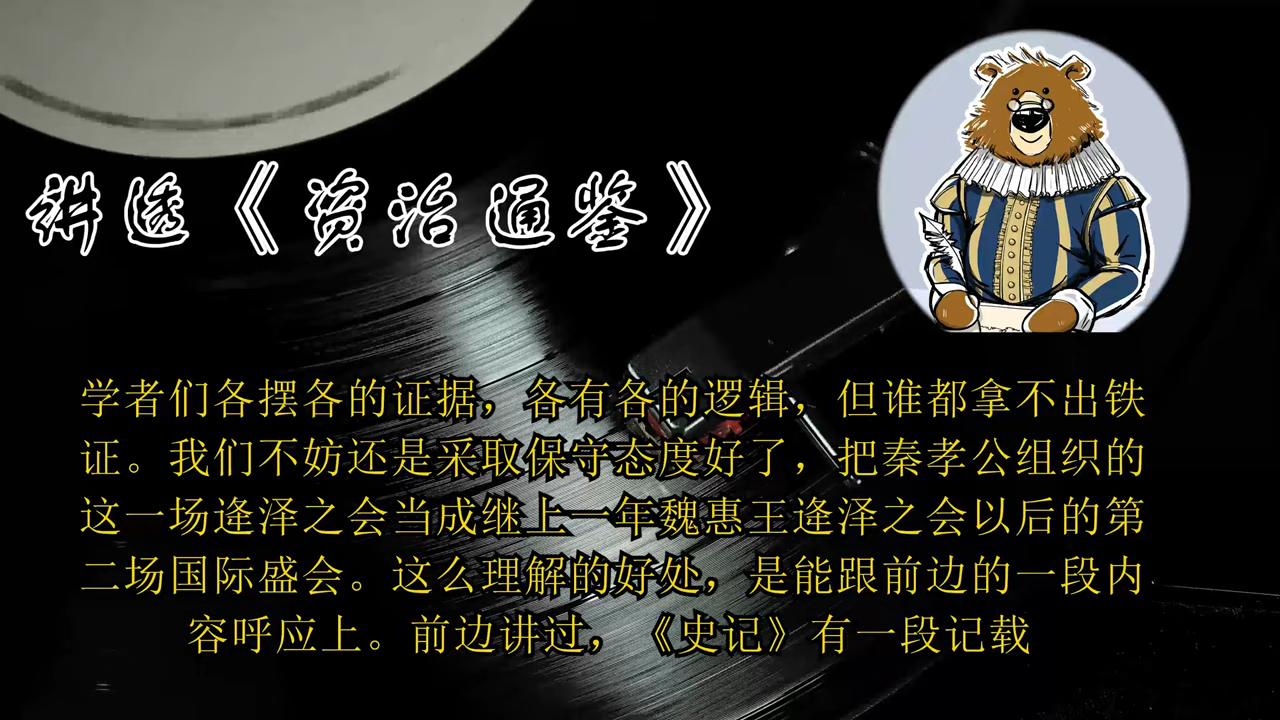 讲透《资治通鉴》
学者们各摆各的证据，各有各的逻辑，但谁都拿不出铁
证。我们不妨还是采取保守态度好了，把秦孝公组织的
这一场逢泽之会当成继上一年魏惠王逢泽之会以后的第
二场国际盛会。这么理解的好处，是能跟前边的一段内
容呼应上。前边讲过，《史记》有一段记载